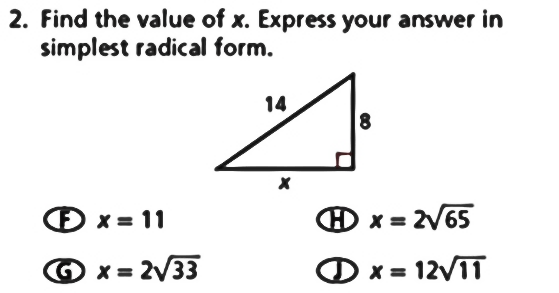 2. Find the value of x. Express your answer in
simplest radical form.
14
8
x
F x = 11
H x = 2√65
G x = 2√33
J x = 12√11